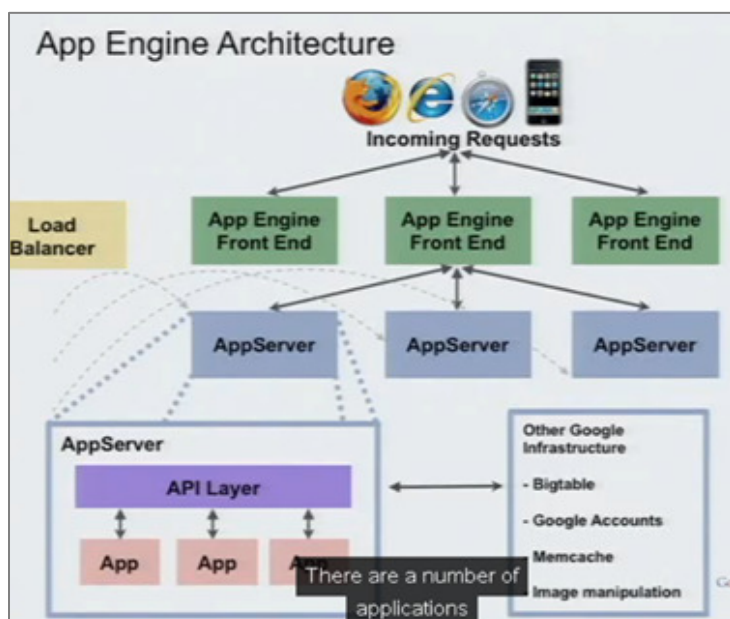 App Engine Architecture
Incoming Requests
Load
Balancer
App Engine
Front End
App Engine
Front End
App Engine
Front End
AppServer
AppServer
AppServer
AppServer
API Layer
App
App
App
Other Google
Infrastructure
- Bigtable
- Google Accounts
- Memcache
- Image manipulation
There are a number of
applications